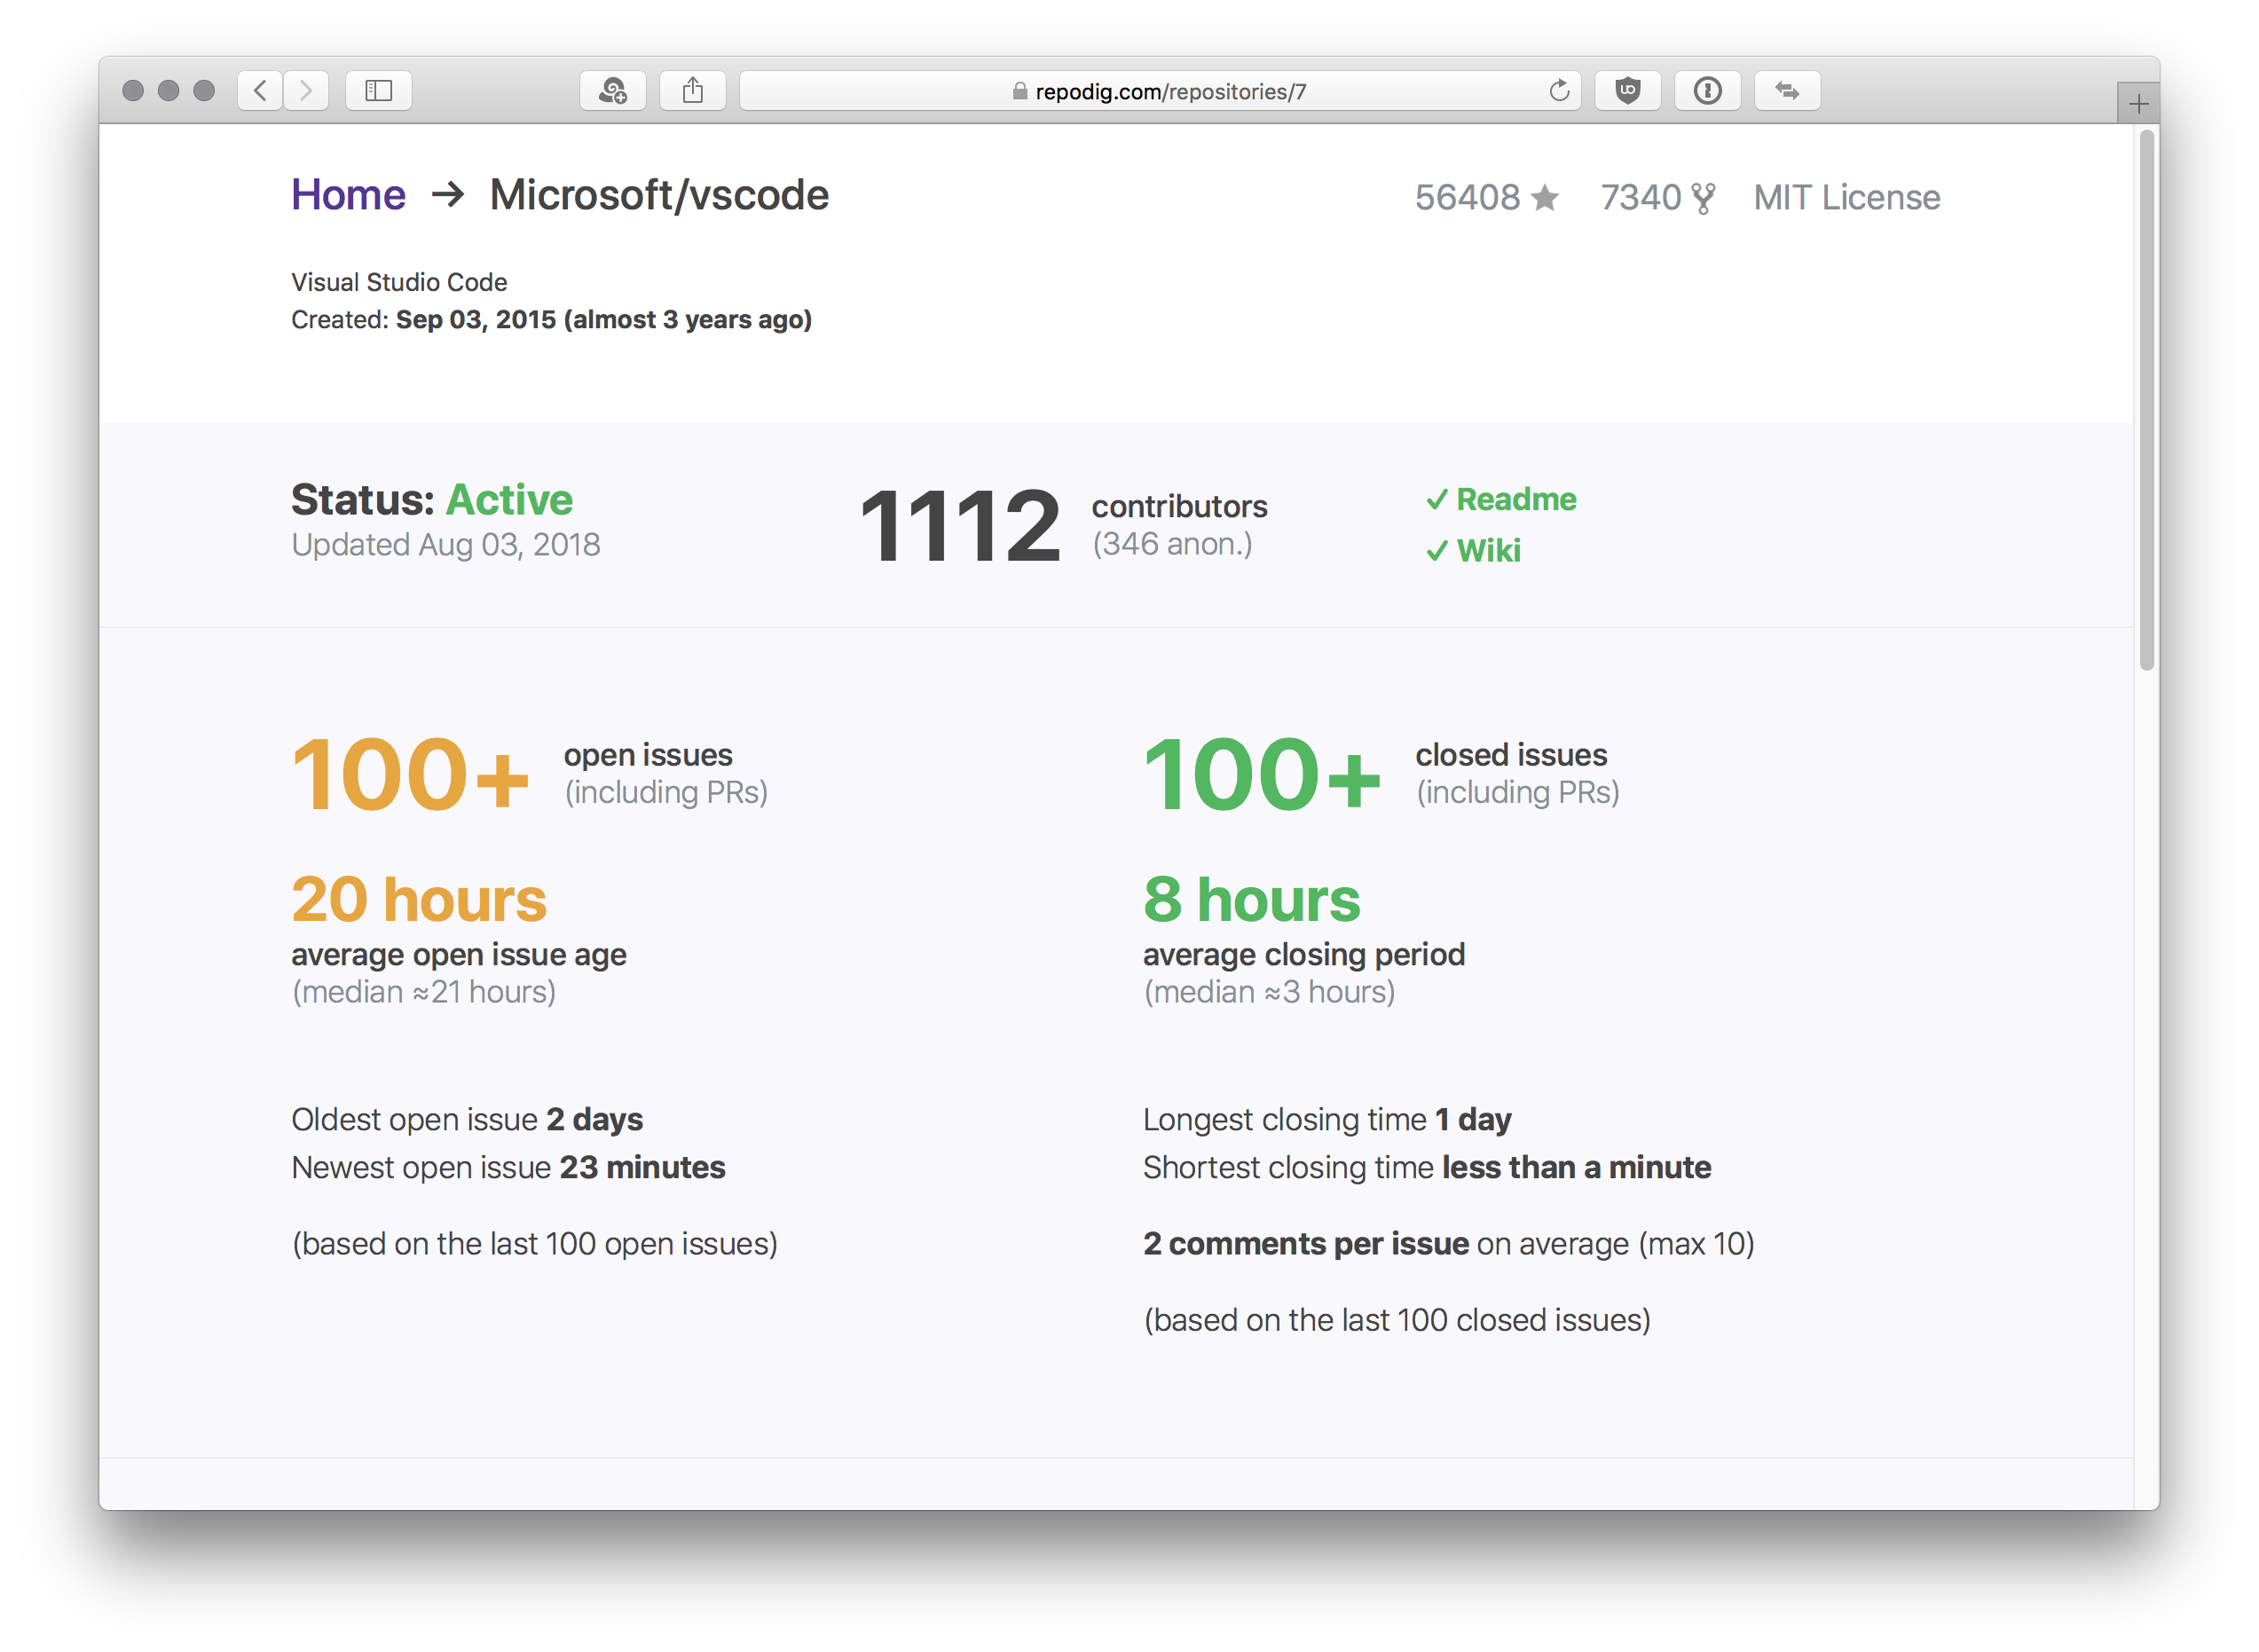 repodig.com/repositories/7
Home → Microsoft/vscode
56408 7340 MIT License
Visual Studio Code
Created: Sep 03, 2015 (almost 3 years ago)
Status: Active
Updated Aug 03, 2018
1112 contributors
(346 anon.)
✓ Readme
✓ Wiki
100+ open issues
(including PRs)
20 hours
average open issue age
(median ≈21 hours)
Oldest open issue 2 days
Newest open issue 23 minutes
(based on the last 100 open issues)
100+ closed issues
(including PRs)
8 hours
average closing period
(median ≈3 hours)
Longest closing time 1 day
Shortest closing time less than a minute
2 comments per issue on average (max 10)
(based on the last 100 closed issues)